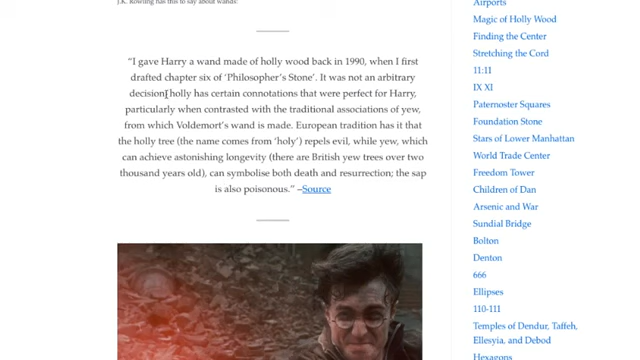 J.K. Rowling has this to say about wands:
“I gave Harry a wand made of holly wood back in 1990, when I first
drafted chapter six of ‘Philosopher’s Stone’. It was not an arbitrary
decision: holly has certain connotations that were perfect for Harry,
particularly when contrasted with the traditional associations of yew,
from which Voldemort’s wand is made. European tradition has it that
the holly tree (the name comes from ‘holy’) repels evil, while yew, which
can achieve astonishing longevity (there are British yew trees over two
thousand years old), can symbolise both death and resurrection; the sap
is also poisonous.” –Source
Airports
Magic of Holly Wood
Finding the Center
Stretching the Cord
11:11
IX XI
Paternoster Squares
Foundation Stone
Stars of Lower Manhattan
World Trade Center
Freedom Tower
Children of Dan
Arsenic and War
Sundial Bridge
Bolton
Denton
666
Ellipses
110-111
Temples of Dendur, Taffeh,
Ellesyia, and Debod
Hexagons